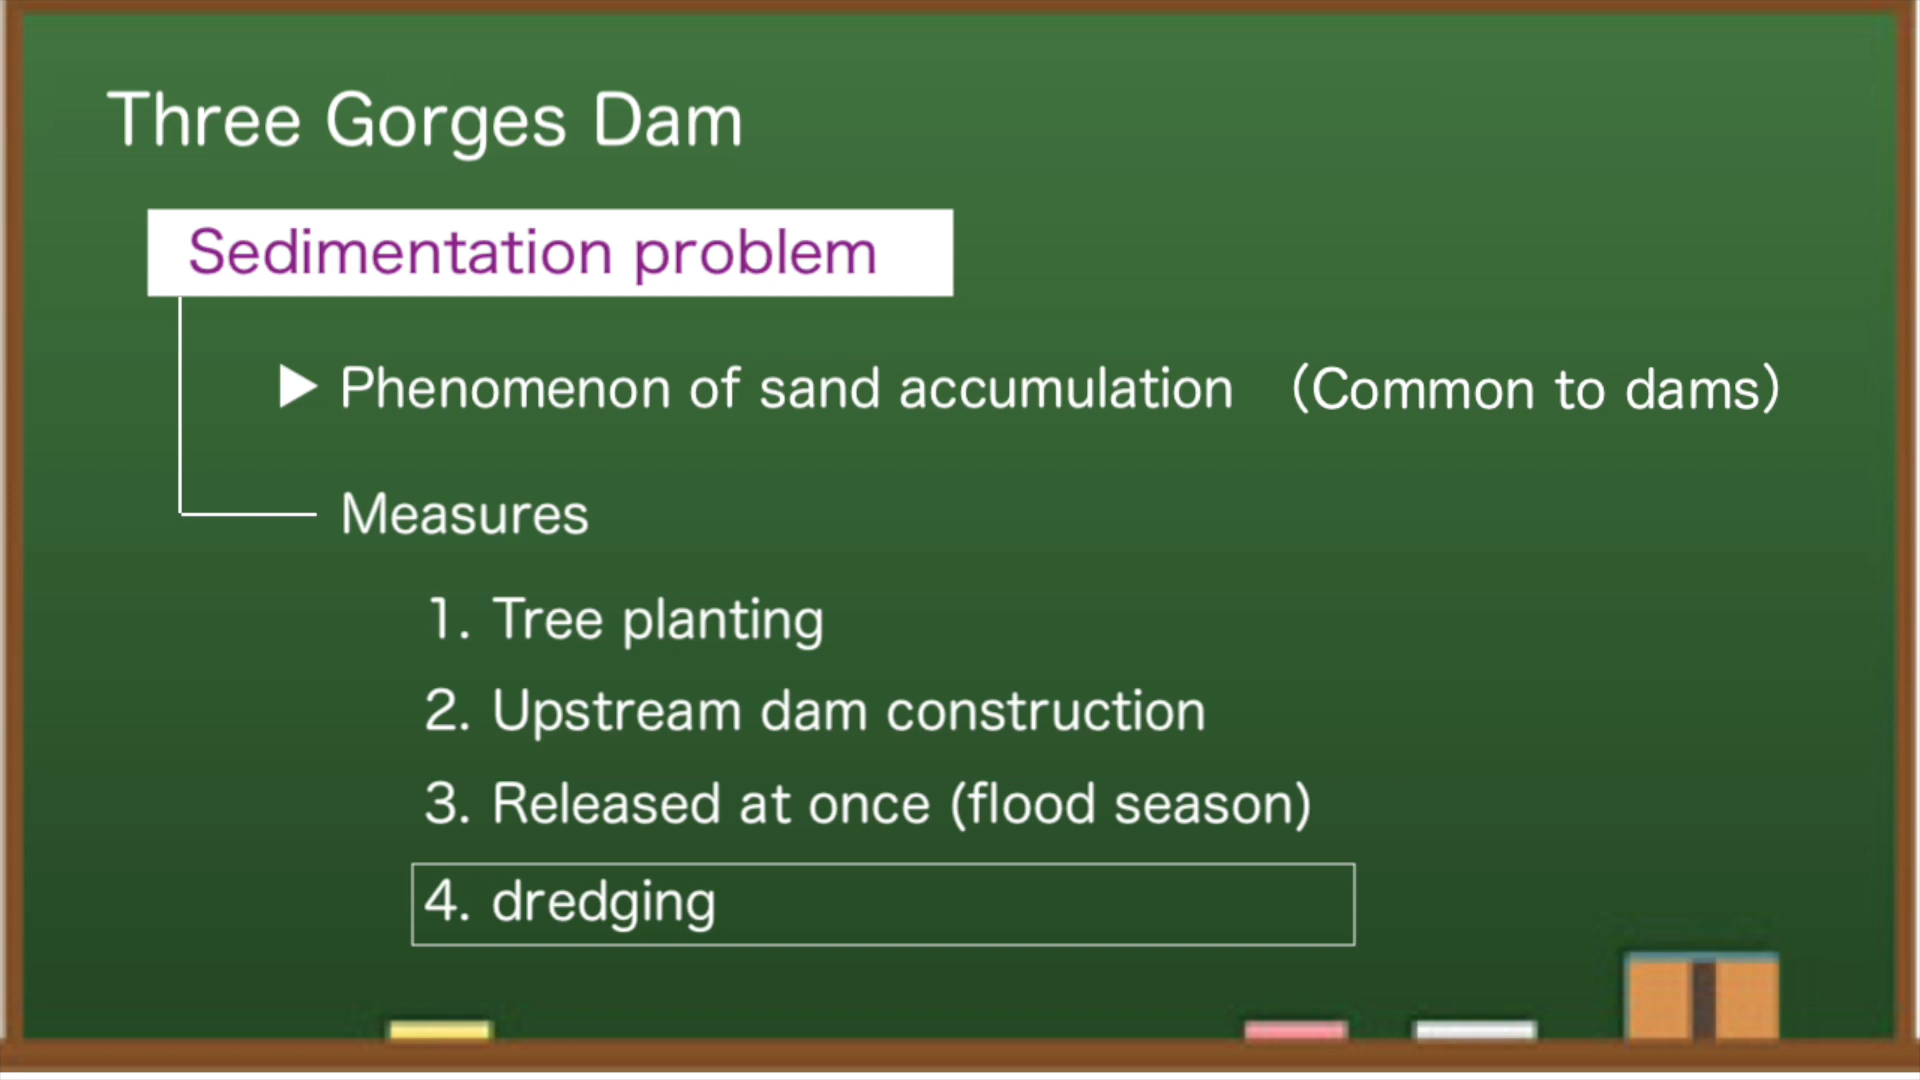 Three Gorges Dam
Sedimentation problem
▶ Phenomenon of sand accumulation （Common to dams）
Measures
1. Tree planting
2. Upstream dam construction
3. Released at once (flood season)
4. dredging